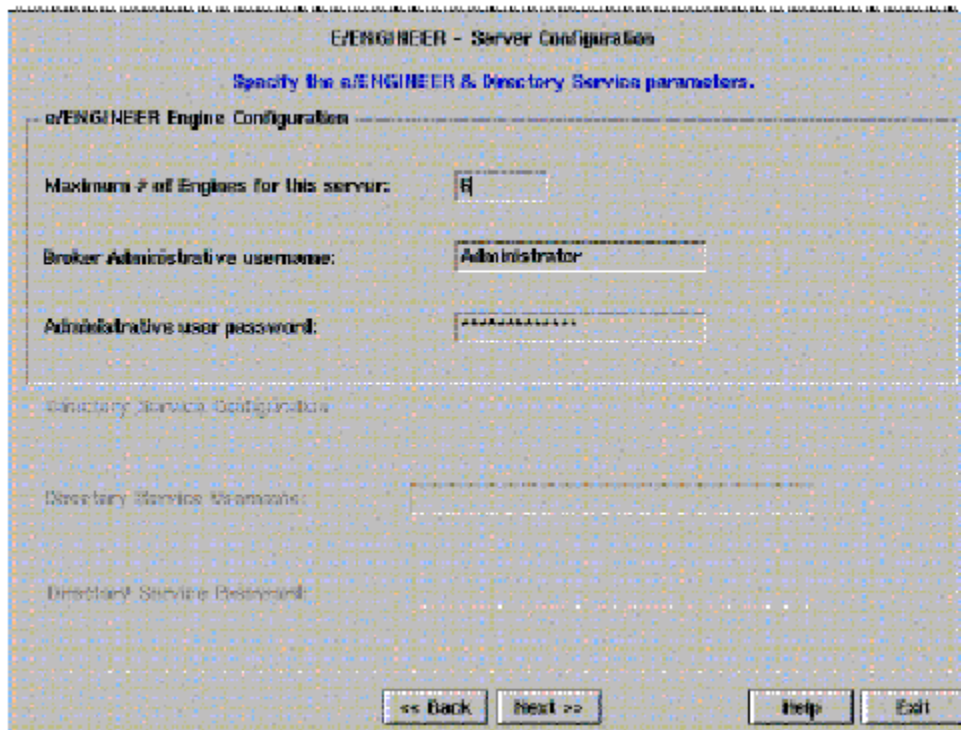 E/ENGINEER - Server Configuration
Specify the e/ENGINEER & Directory Service parameters.
e/ENGINEER Engine Configuration
Maximum # of Engines for this server:
Broker Administrative username: Administrator
Administrative user password: *************
Directory Service Configuration
Directory Service Username:
Directory Service Password:
<< Back Next >> Help Exit